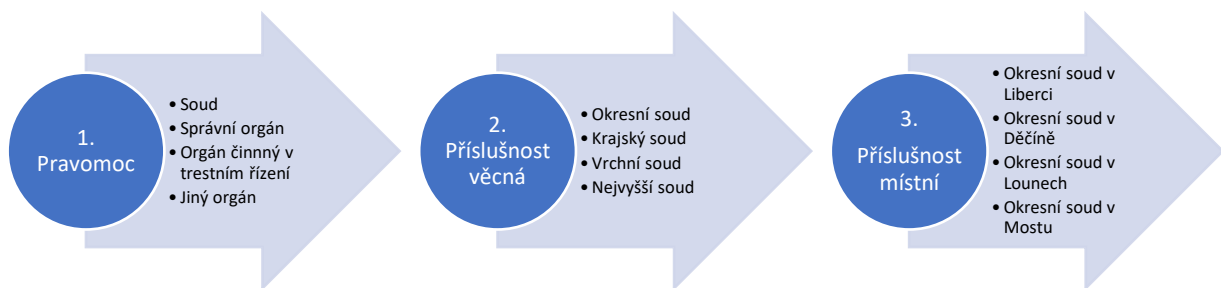 1.
Pravomoc
• Soud
• Správní orgán
• Orgán činnný v
trestním řízení
• Jiný orgán
2.
Příslušnost
věcná
• Okresní soud
• Krajský soud
• Vrchní soud
• Nejvyšší soud
3.
Příslušnost
místní
• Okresní soud v
Liberci
• Okresní soud v
Děčíně
• Okresní soud v
Lounech
• Okresní soud v
Mostu